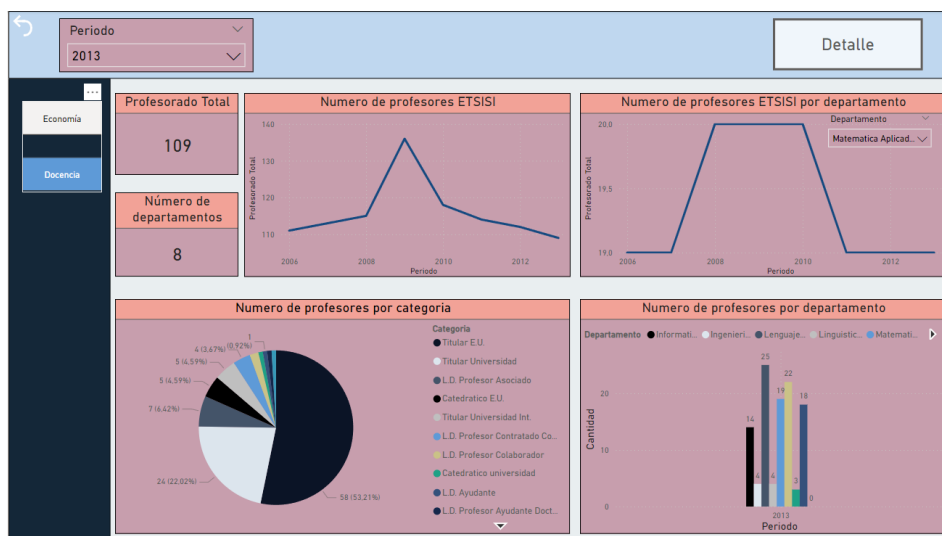 Periodo
2013
Detalle
...
Economía
Docencia
Profesorado Total
109
Número de
departamentos
8
Numero de profesores ETSISI
Profesorado Total
140
130
120
110
2006
2008
2010
2012
Periodo
Numero de profesores ETSISI por departamento
Departamento
Matematica Aplicad...
Profesorado Total
20.0
19.5
19.0
2006
2008
2010
2012
Periodo
Numero de profesores por categoria
1
(0,92%)
4 (3,67%)
5 (4,59%)
5 (4,59%)
7 (6,42%)
24 (22,02%)
58 (53,21%)
Categoria
Titular E.U.
Titular Universidad
L.D. Profesor Asociado
Catedratico E.U.
Titular Universidad Int.
L.D. Profesor Contratado Co...
L.D. Profesor Colaborador
Catedratico universidad
L.D. Ayudante
L.D. Profesor Ayudante Doct...
Numero de profesores por departamento
Departamento
Informati...
Ingenieri...
Lenguaje...
Linguistic...
Matemati...
Cantidad
20
10
0
14
4
25
4
19
22
3
18
0
2013
Periodo